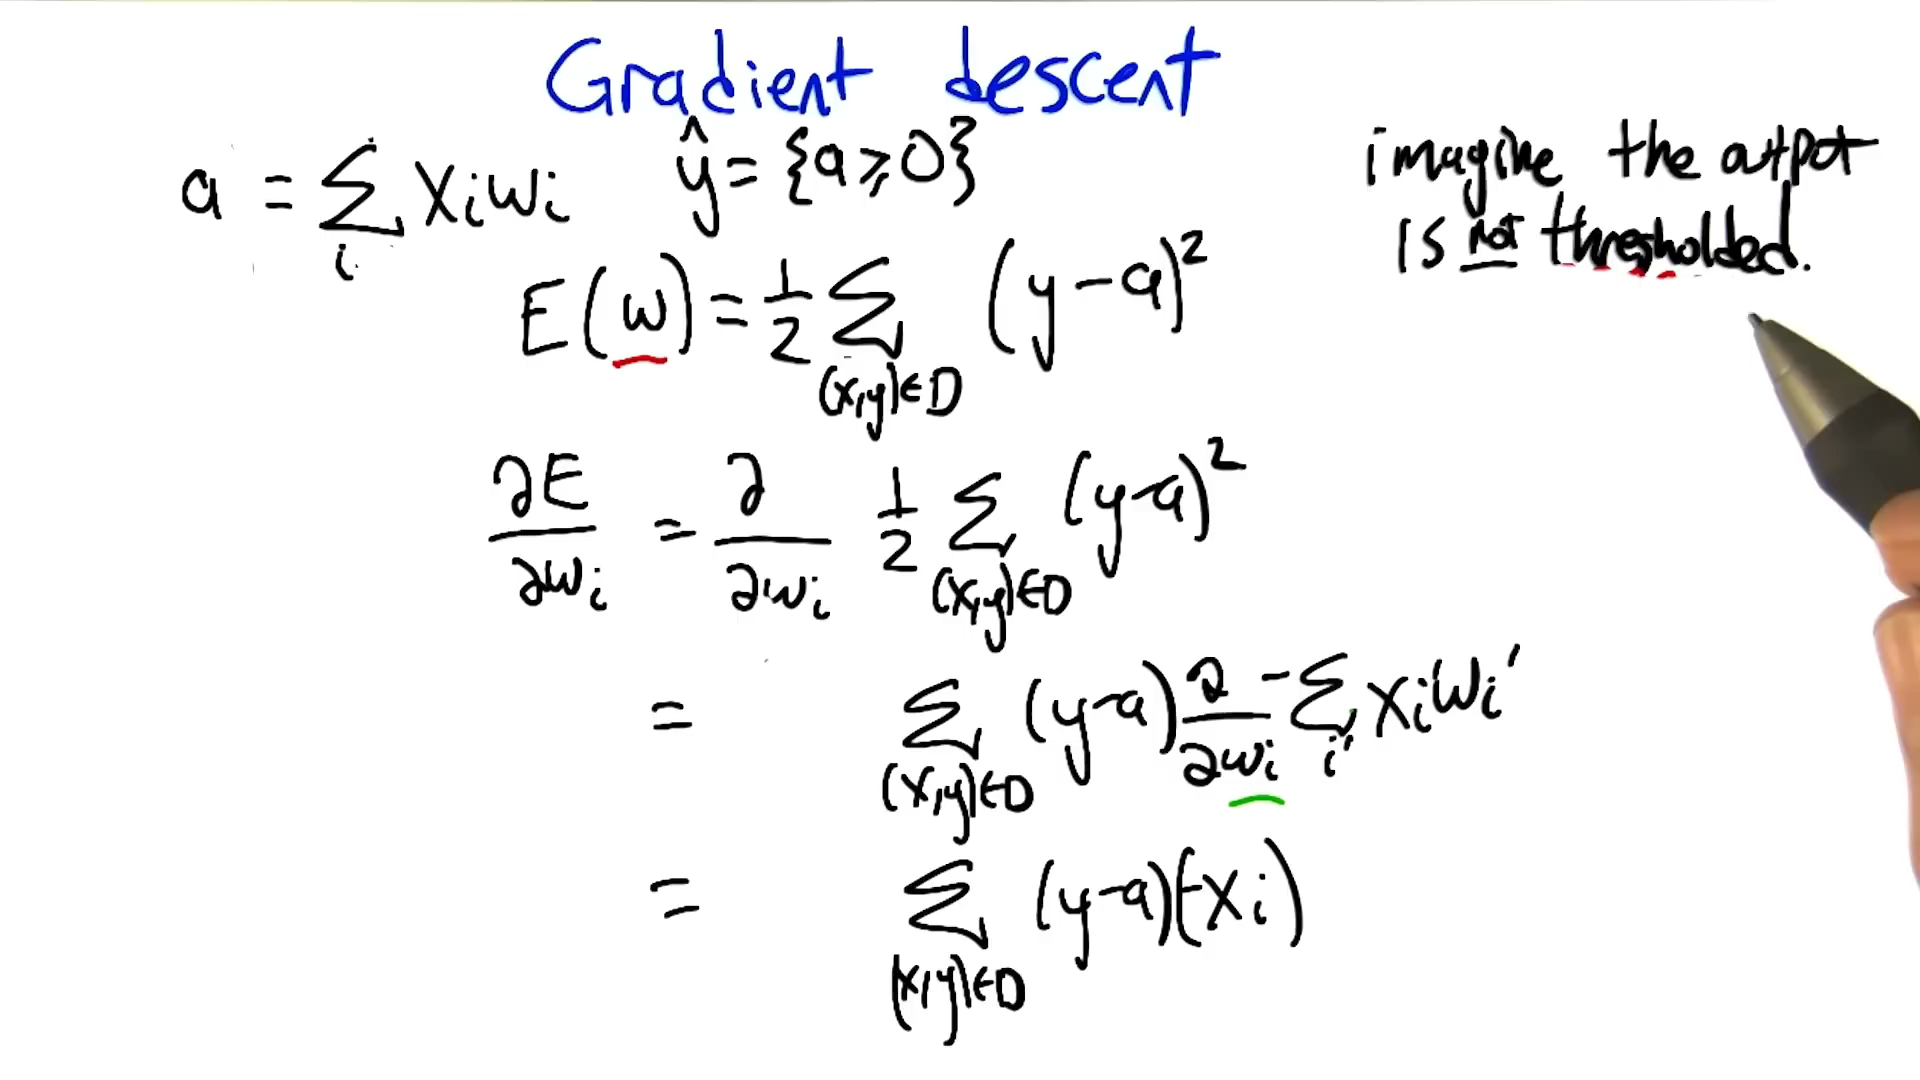 Gradient descent
a = Σ_i x_i w_i   ŷ = {a ≥ 0}
imagine the output
is not thresholded.
E(w) = 1/2 Σ_{(x,y)∈D} (y-a)²
∂E/∂w_i = ∂/∂w_i 1/2 Σ_{(x,y)∈D} (y-a)²
= Σ_{(x,y)∈D} (y-a) ∂/∂w_i -Σ_{i'} x_i w_i'
= Σ_{(x,y)∈D} (y-a)(-x_i)